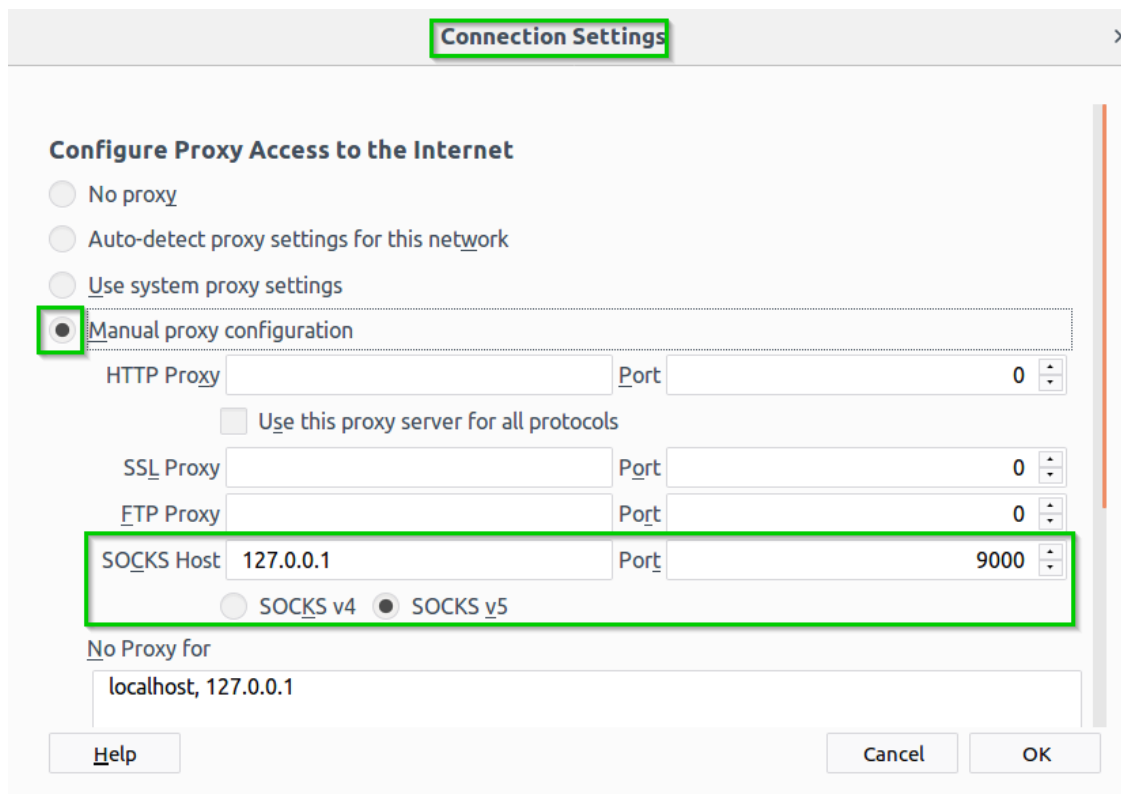 Connection Settings
Configure Proxy Access to the Internet
No proxy
Auto-detect proxy settings for this network
Use system proxy settings
Manual proxy configuration
HTTP Proxy Port 0
Use this proxy server for all protocols
SSL Proxy Port 0
FTP Proxy Port 0
SOCKS Host 127.0.0.1 Port 9000
SOCKS v4 SOCKS v5
No Proxy for
localhost, 127.0.0.1
Help Cancel OK